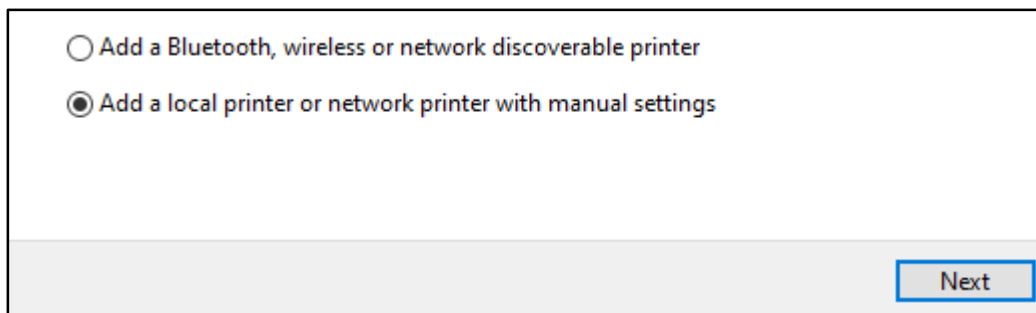 Add a Bluetooth, wireless or network discoverable printer
Add a local printer or network printer with manual settings
Next